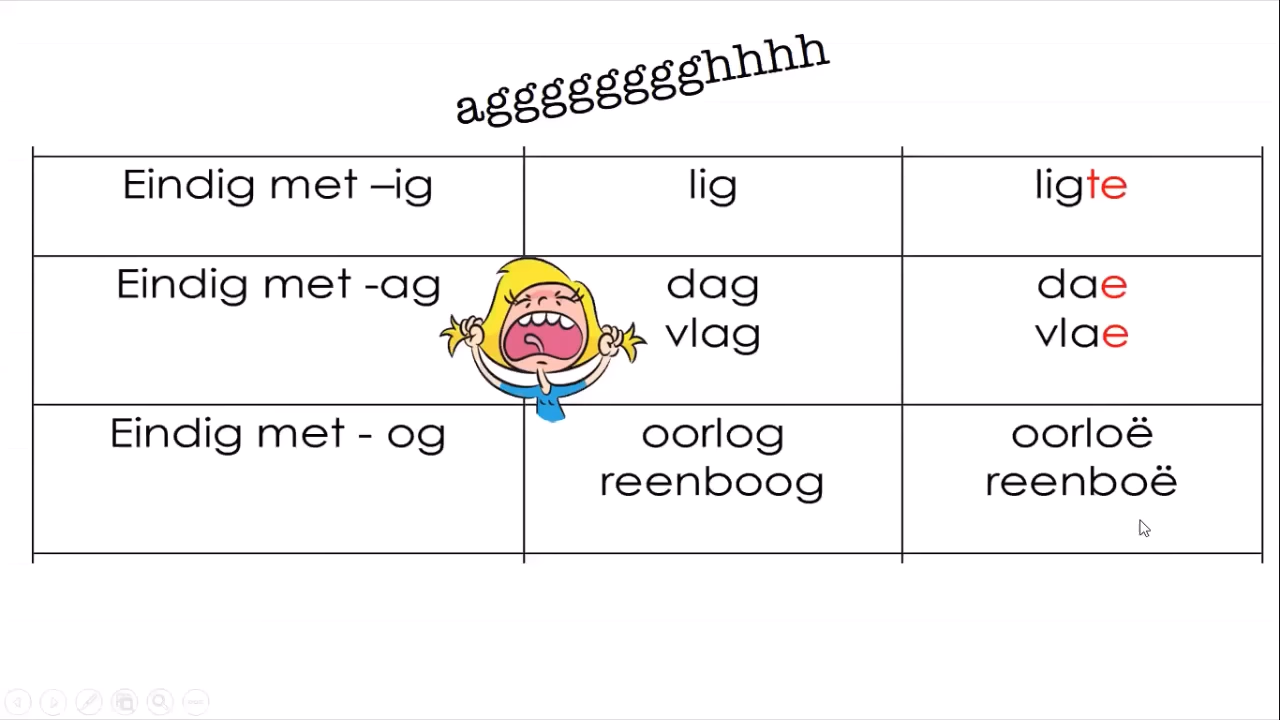 agggggggghhhh
Eindig met –ig lig ligte
Eindig met -ag dag dae
vlag vlae
Eindig met - og oorlog oorloë
reenboog reenboë